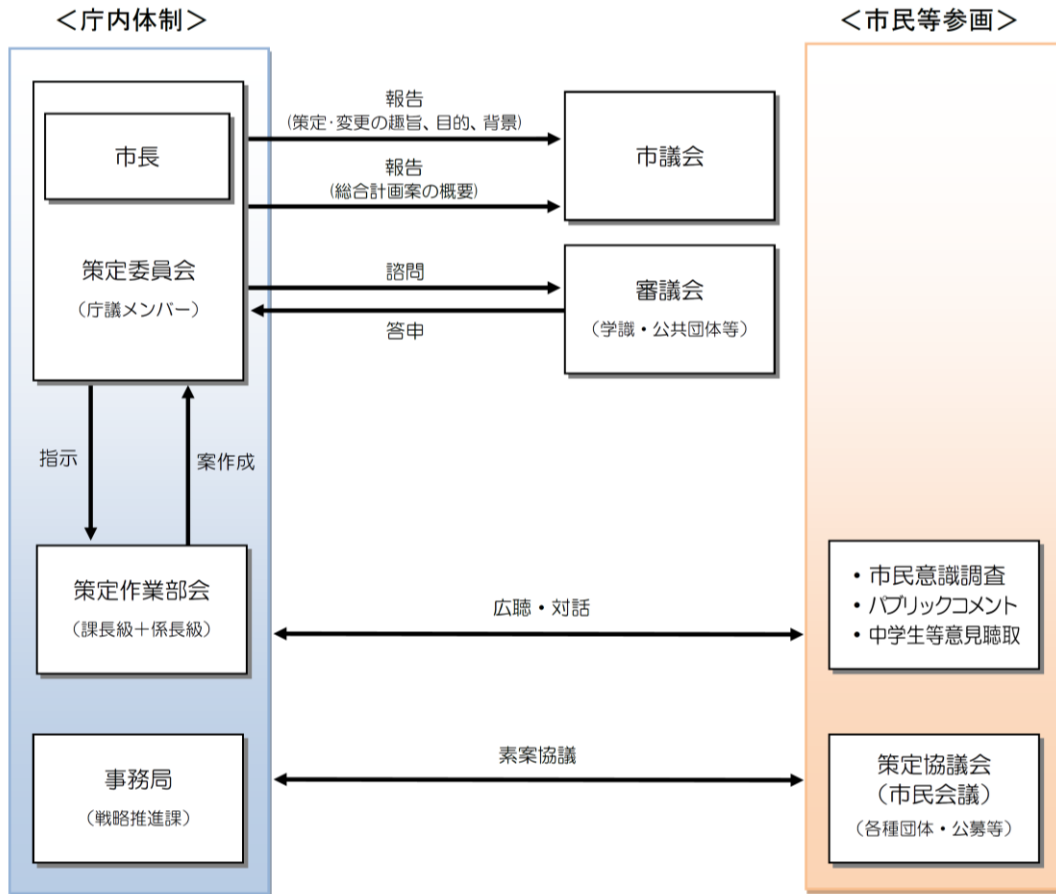 ＜庁内体制＞
＜市民等参画＞
市長
策定委員会
（庁議メンバー）
報告
(策定・変更の趣旨、目的、背景)
報告
(総合計画案の概要)
市議会
諮問
答申
審議会
（学識・公共団体等）
指示
案作成
策定作業部会
（課長級＋係長級）
広聴・対話
・市民意識調査
・パブリックコメント
・中学生等意見聴取
事務局
（戦略推進課）
素案協議
策定協議会
（市民会議）
（各種団体・公募等）